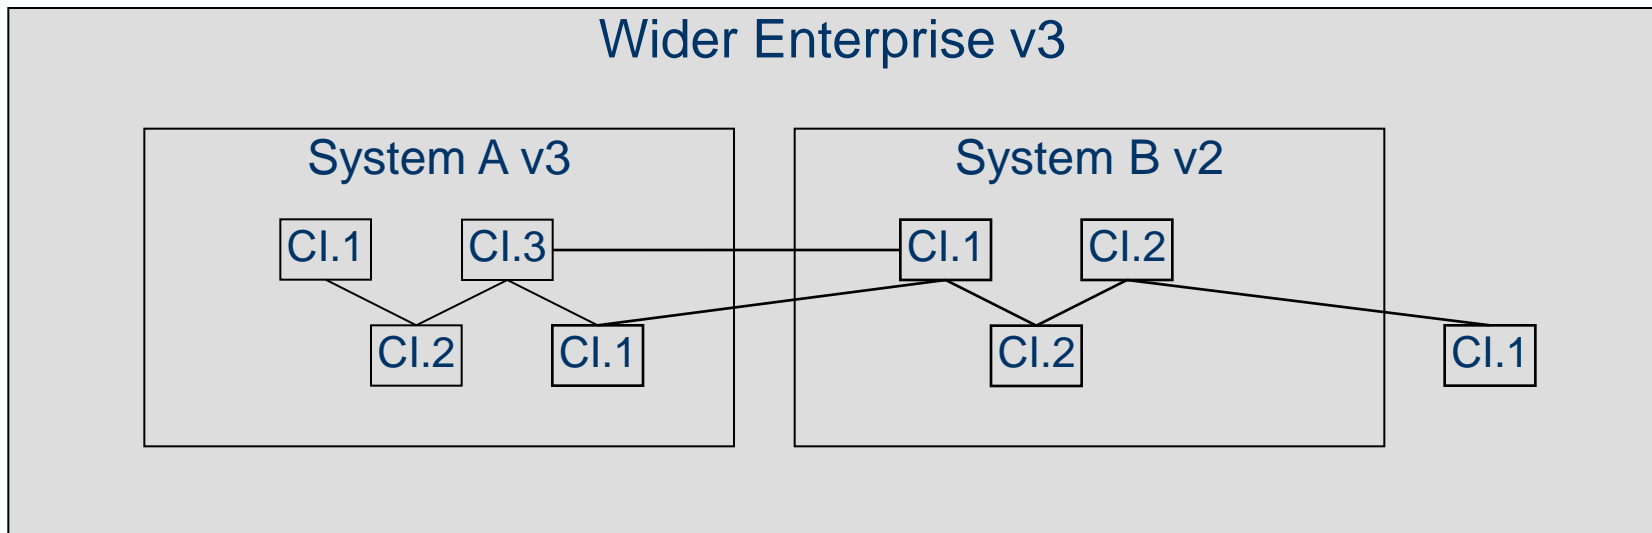 Wider Enterprise v3
System A v3
System B v2
CI.1
CI.3
CI.1
CI.2
CI.2
CI.1
CI.2
CI.1